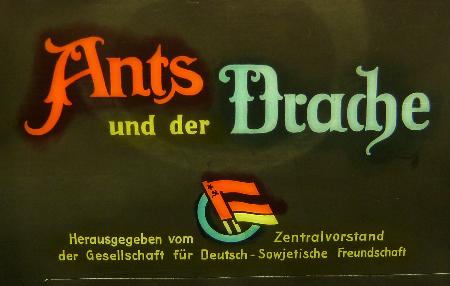 Ants
und der Drache
Herausgegeben vom Zentralvorstand
der Gesellschaft für Deutsch-Sowjetische Freundschaft